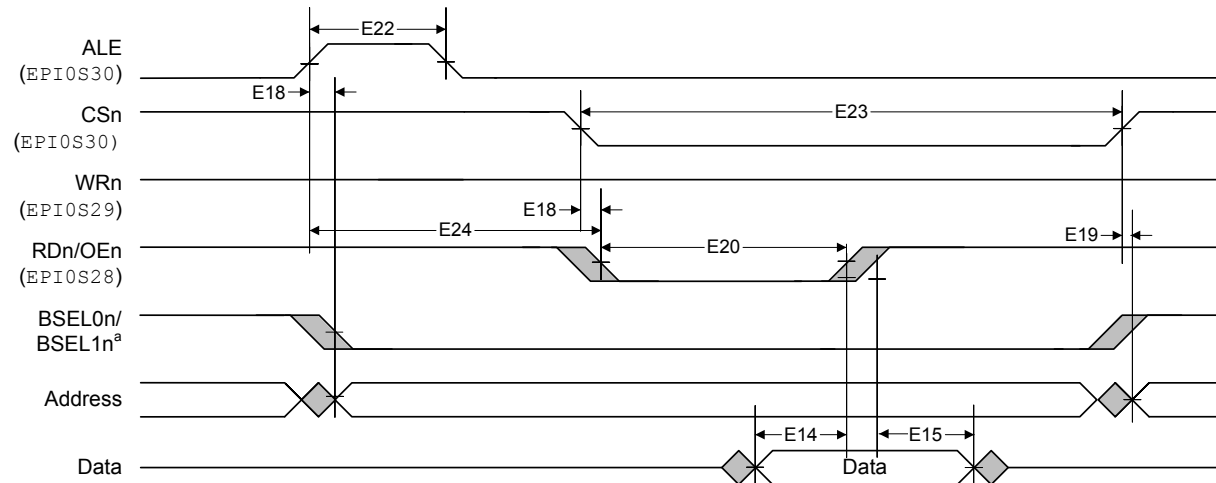 E22
ALE
(EPI0S30)
E18
CSn
E23
(EPI0S30)
WRn
(EPI0S29)
E18
E24
RDn/OEn
E20
E19
(EPI0S28)
BSEL0n/
BSEL1nᵃ
Address
E14
E15
Data
Data